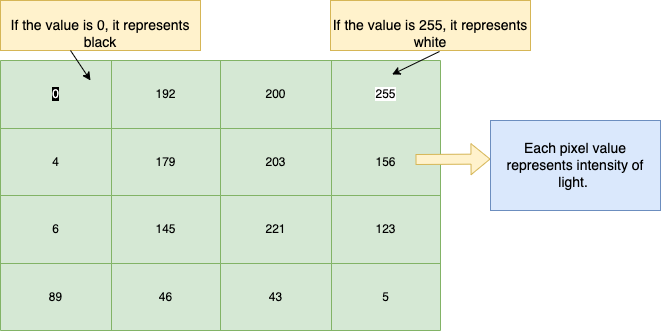 If the value is 0, it represents
black
If the value is 255, it represents
white
0 192 200 255
4 179 203 156
6 145 221 123
89 46 43 5
Each pixel value
represents intensity of
light.